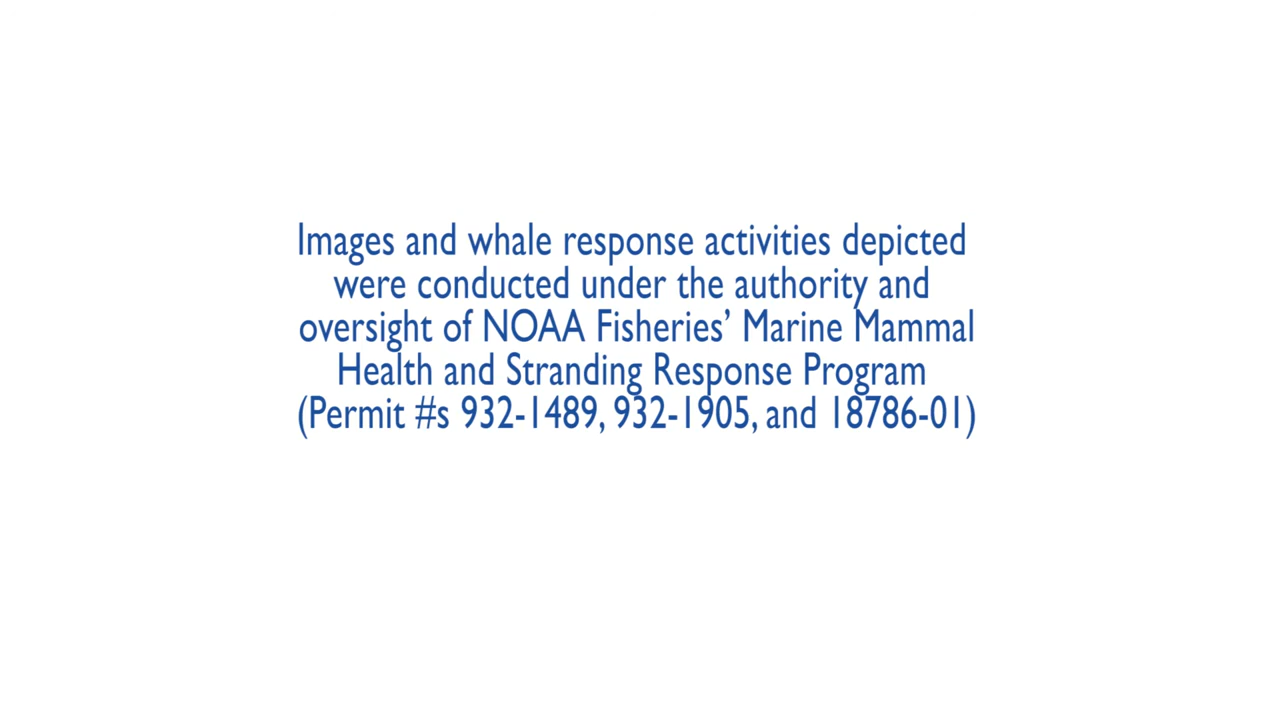 Images and whale response activities depicted
were conducted under the authority and
oversight of NOAA Fisheries’ Marine Mammal
Health and Stranding Response Program
(Permit #s 932-1489, 932-1905, and 18786-01)